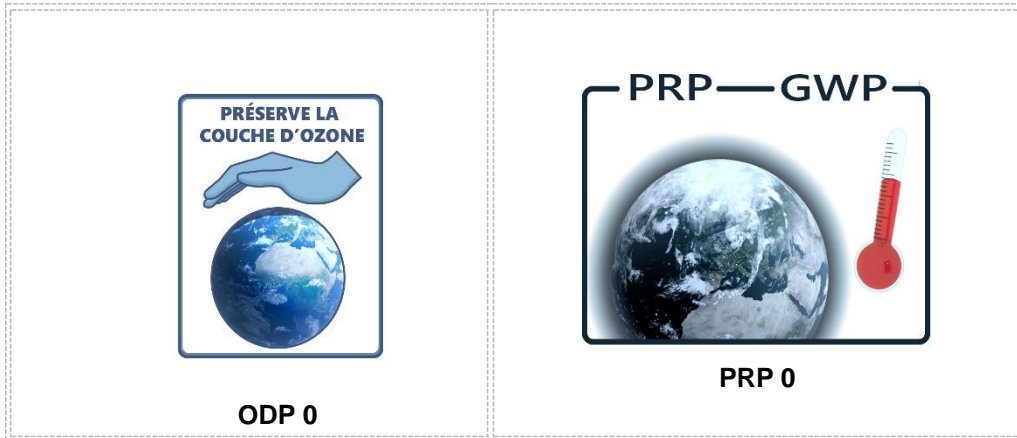 PRÉSERVE LA
COUCHE D'OZONE
ODP 0
PRP GWP
PRP 0